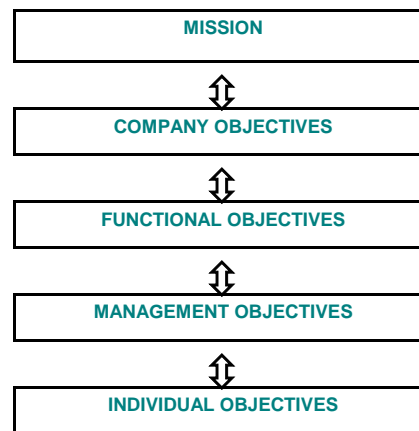 MISSION
COMPANY OBJECTIVES
FUNCTIONAL OBJECTIVES
MANAGEMENT OBJECTIVES
INDIVIDUAL OBJECTIVES